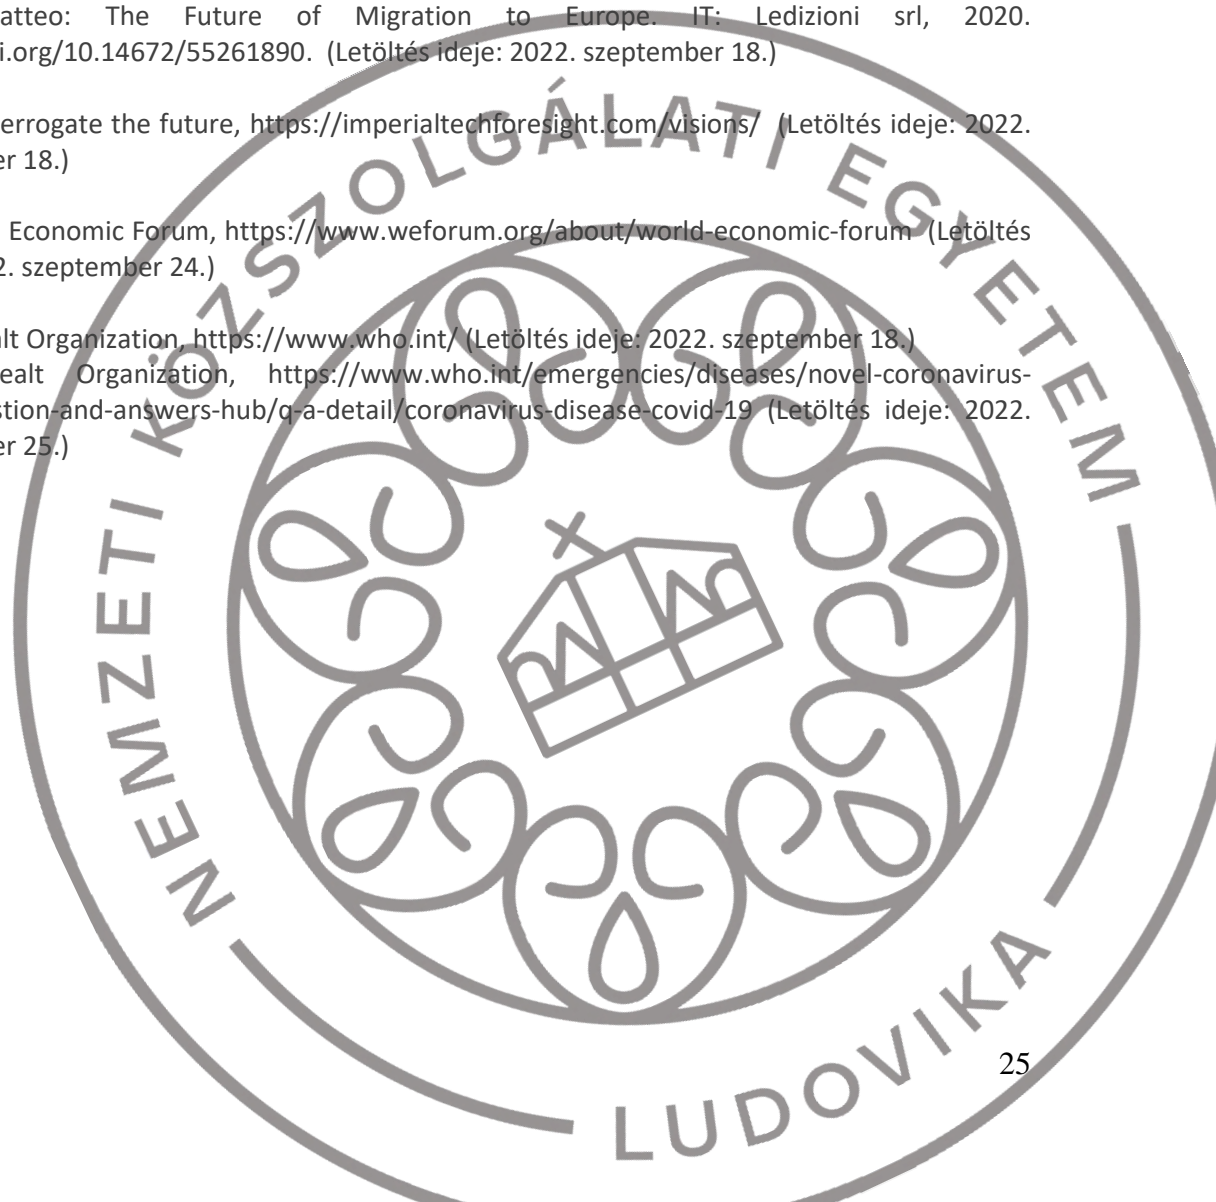 atteo: The Future of Migration to Europe. IT: Ledizioni srl, 2020.
i.org/10.14672/55261890. (Letöltés ideje: 2022. szeptember 18.)
errogate the future, https://imperialtechforesight.com/visions/ (Letöltés ideje: 2022.
er 18.)
Economic Forum, https://www.weforum.org/about/world-economic-forum (Letöltés
2. szeptember 24.)
lt Organization, https://www.who.int/ (Letöltés ideje: 2022. szeptember 18.)
ealt Organization, https://www.who.int/emergencies/diseases/novel-coronavirus-
stion-and-answers-hub/q-a-detail/coronavirus-disease-covid-19 (Letöltés ideje: 2022.
er 25.)
NEMZETI KÖZSZOLGÁLATI EGYETEM
LUDOVIKA
25